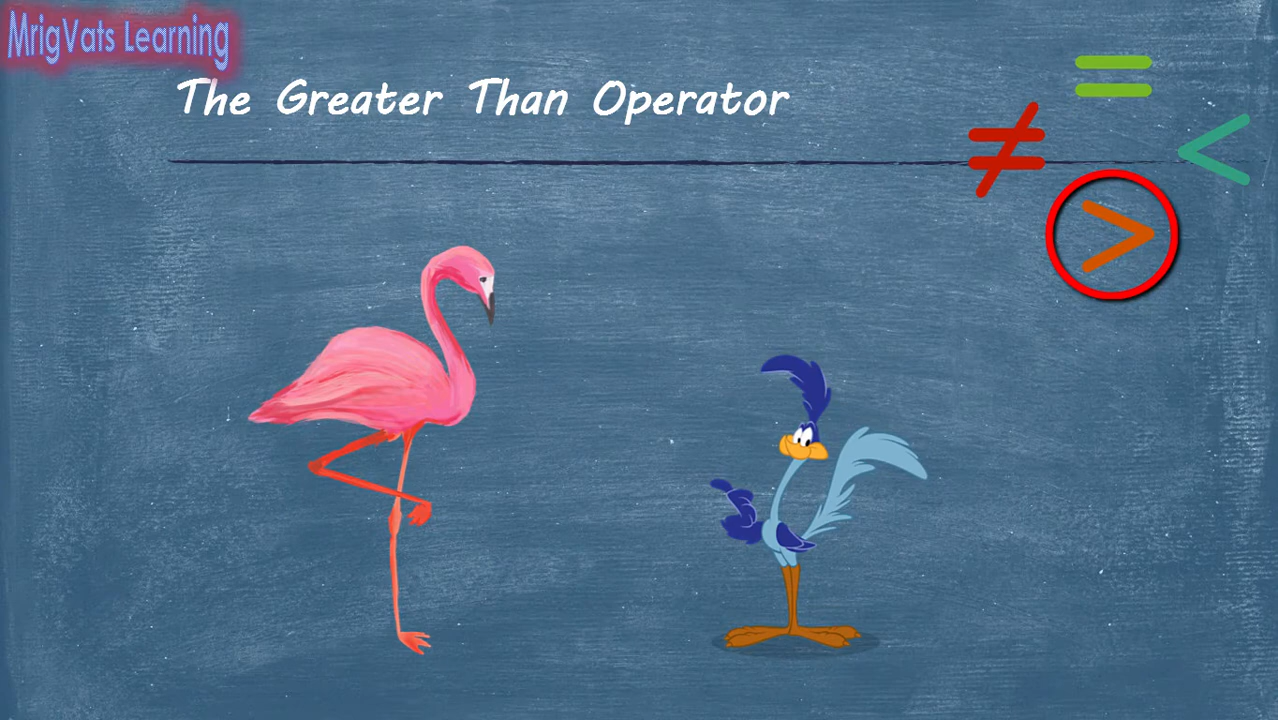 MrigVats Learning
The Greater Than Operator
=
≠ <
>